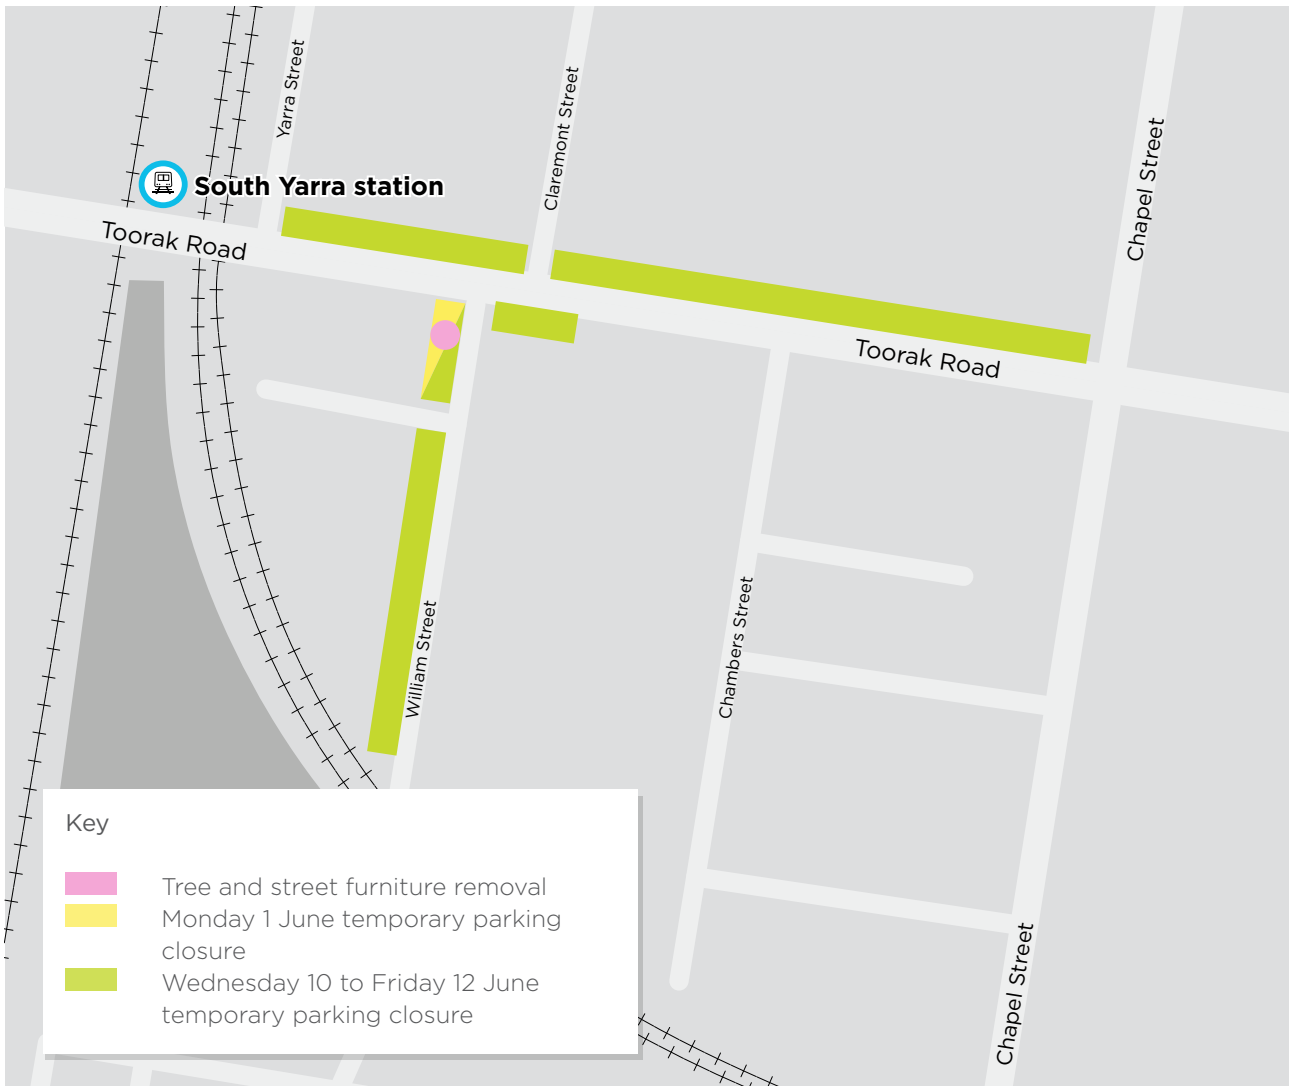 Yarra Street
Claremont Street
Chapel Street
South Yarra station
Toorak Road
Toorak Road
William Street
Chambers Street
Chapel Street
Key
Tree and street furniture removal
Monday 1 June temporary parking
closure
Wednesday 10 to Friday 12 June
temporary parking closure